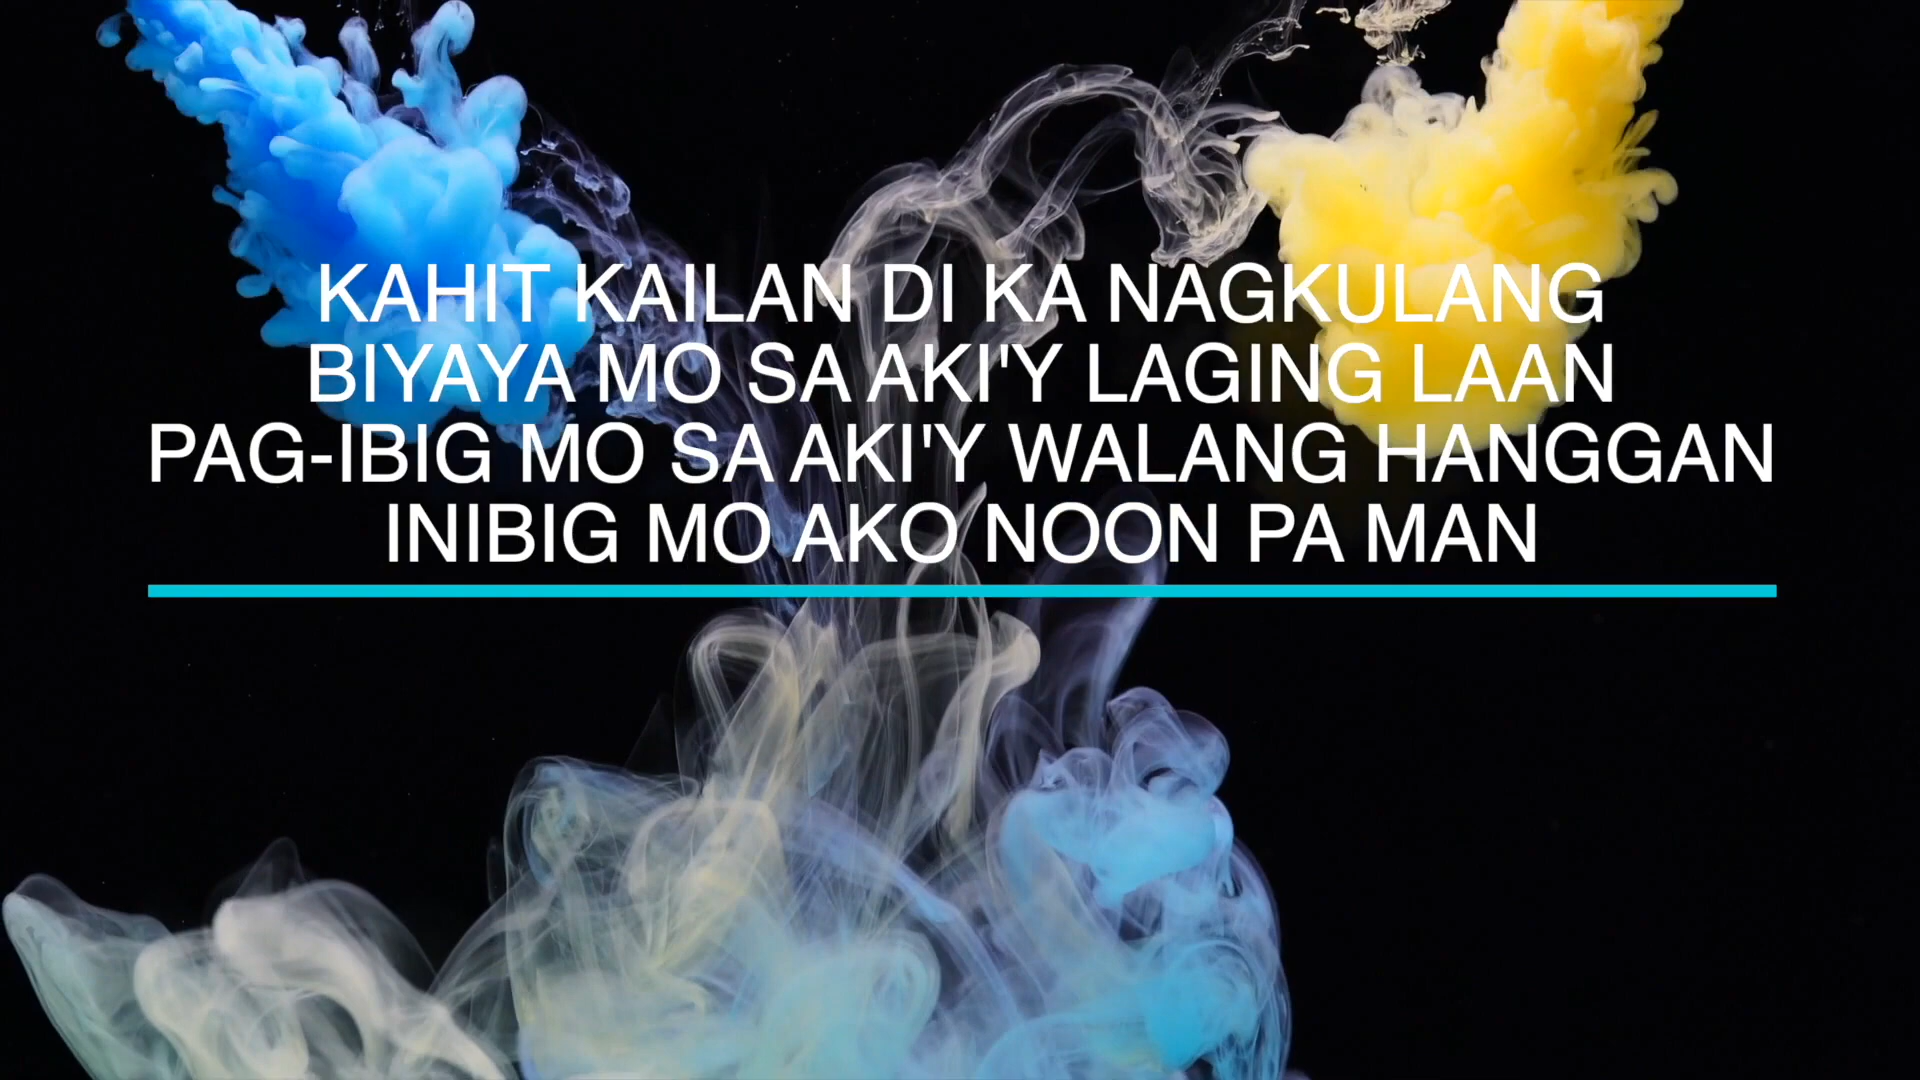 KAHIT KAILAN DI KA NAGKULANG
BIYAYA MO SA AKI'Y LAGING LAAN
PAG-IBIG MO SA AKI'Y WALANG HANGGAN
INIBIG MO AKO NOON PA MAN